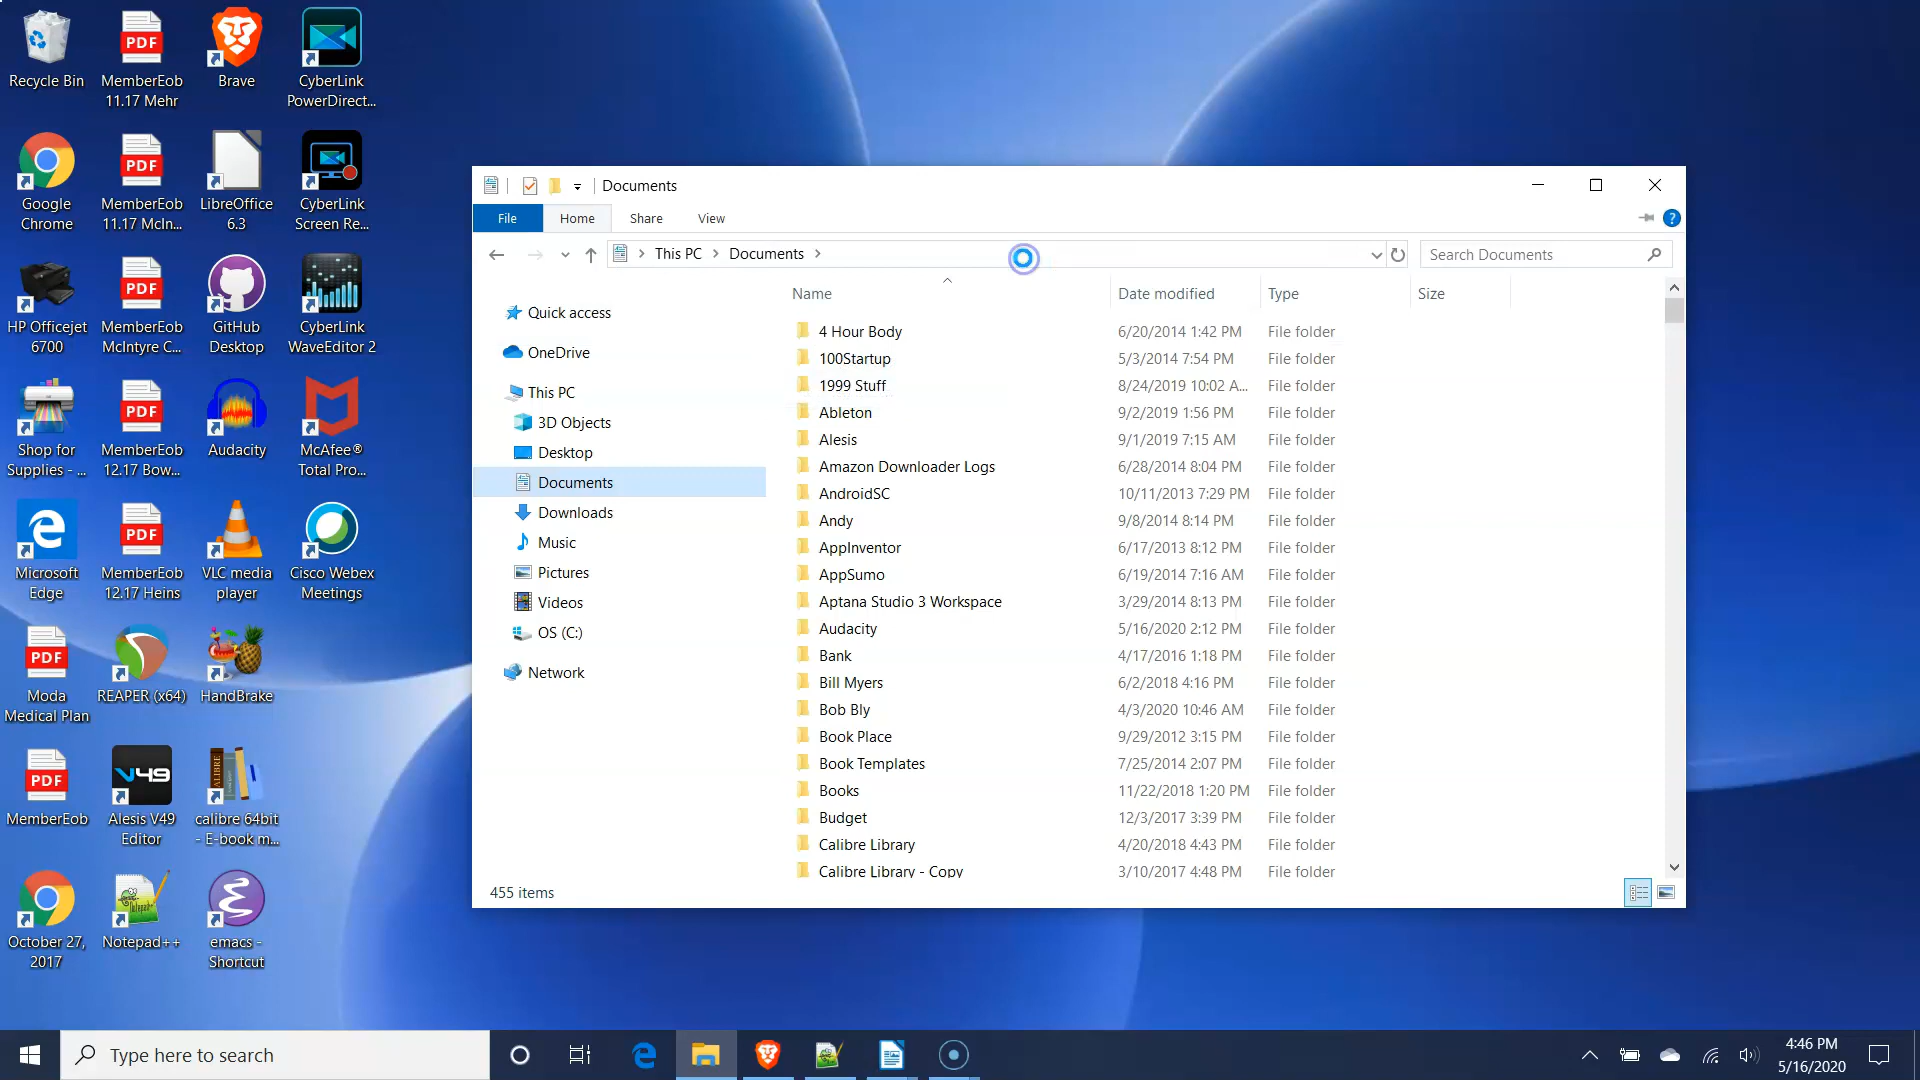 Recycle Bin
MemberEob
11.17 Mehr
Brave
CyberLink
PowerDirect...
Google
Chrome
MemberEob
11.17 McIn...
LibreOffice
6.3
CyberLink
Screen Re...
HP Officejet
6700
MemberEob
McIntyre C...
GitHub
Desktop
CyberLink
WaveEditor 2
Shop for
Supplies - ...
MemberEob
12.17 Bow...
Audacity
McAfee®
Total Pro...
Microsoft
Edge
MemberEob
12.17 Heins
VLC media
player
Cisco Webex
Meetings
Moda
Medical Plan
REAPER (x64)
HandBrake
MemberEob
Alesis V49
Editor
calibre 64bit
- E-book m...
October 27,
2017
Notepad++
emacs -
Shortcut
PDF
PDF
PDF
PDF
PDF
PDF
PDF
V49
CALIBRE
Documents
File Home Share View
This PC > Documents >
Search Documents
Quick access
OneDrive
This PC
3D Objects
Desktop
Documents
Downloads
Music
Pictures
Videos
OS (C:)
Network
Name Date modified Type Size
4 Hour Body 6/20/2014 1:42 PM File folder
100Startup 5/3/2014 7:54 PM File folder
1999 Stuff 8/24/2019 10:02 A... File folder
Ableton 9/2/2019 1:56 PM File folder
Alesis 9/1/2019 7:15 AM File folder
Amazon Downloader Logs 6/28/2014 8:04 PM File folder
AndroidSC 10/11/2013 7:29 PM File folder
Andy 9/8/2014 8:14 PM File folder
AppInventor 6/17/2013 8:12 PM File folder
AppSumo 6/19/2014 7:16 AM File folder
Aptana Studio 3 Workspace 3/29/2014 8:13 PM File folder
Audacity 5/16/2020 2:12 PM File folder
Bank 4/17/2016 1:18 PM File folder
Bill Myers 6/2/2018 4:16 PM File folder
Bob Bly 4/3/2020 10:46 AM File folder
Book Place 9/29/2012 3:15 PM File folder
Book Templates 7/25/2014 2:07 PM File folder
Books 11/22/2018 1:20 PM File folder
Budget 12/3/2017 3:39 PM File folder
Calibre Library 4/20/2018 4:43 PM File folder
Calibre Library - Copy 3/10/2017 4:48 PM File folder
455 items
Type here to search
4:46 PM
5/16/2020